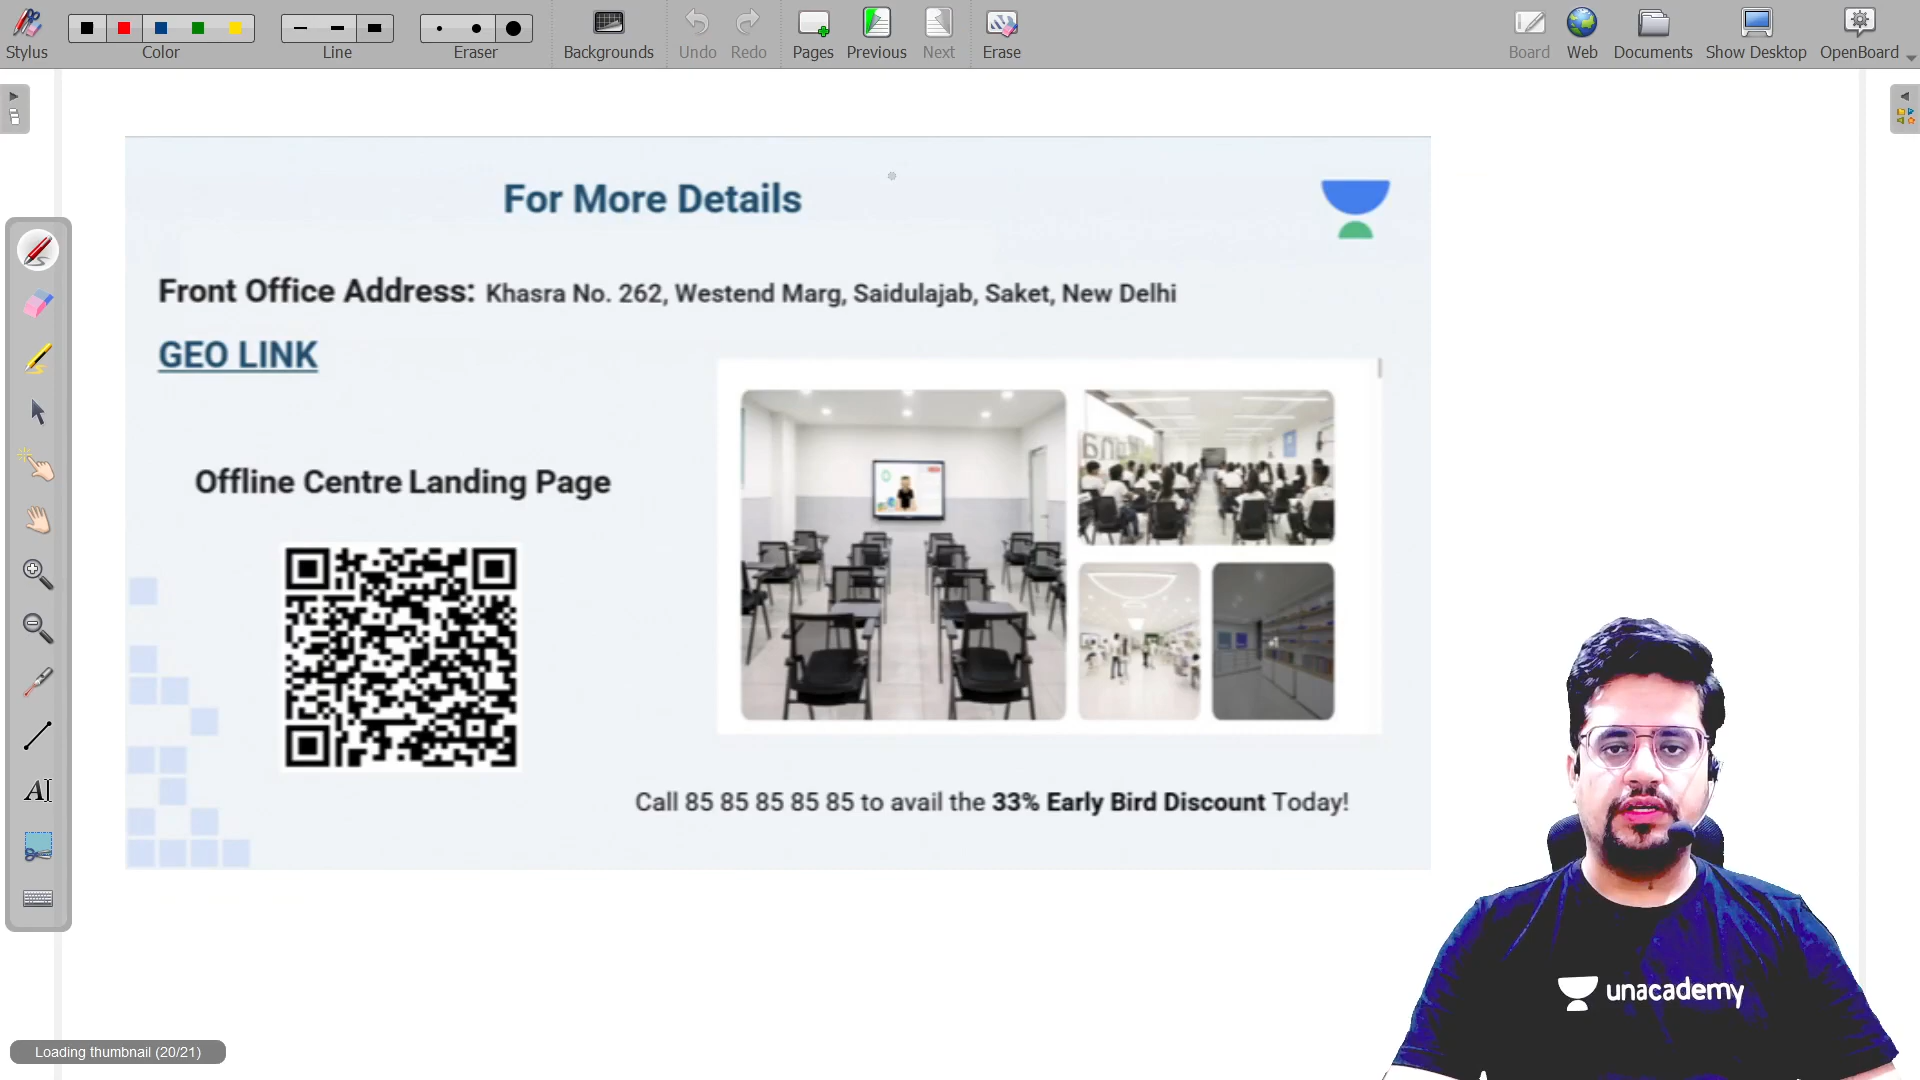 Stylus
Color
Line
Eraser
Backgrounds
Undo
Redo
Pages
Previous
Next
Erase
Board
Web
Documents
Show Desktop
OpenBoard
For More Details
Front Office Address: Khasra No. 262, Westend Marg, Saidulajab, Saket, New Delhi
GEO LINK
Offline Centre Landing Page
Call 85 85 85 85 85 to avail the 33% Early Bird Discount Today!
unacademy
Loading thumbnail (20/21)